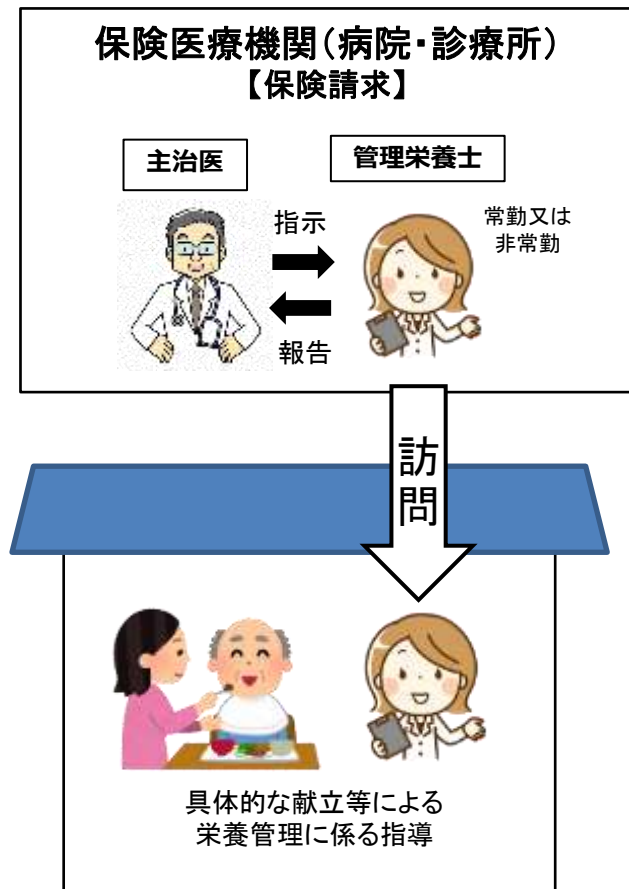 保険医療機関(病院・診療所)
【保険請求】
主治医
管理栄養士
指示
常勤又は
非常勤
報告
訪問
具体的な献立等による
栄養管理に係る指導